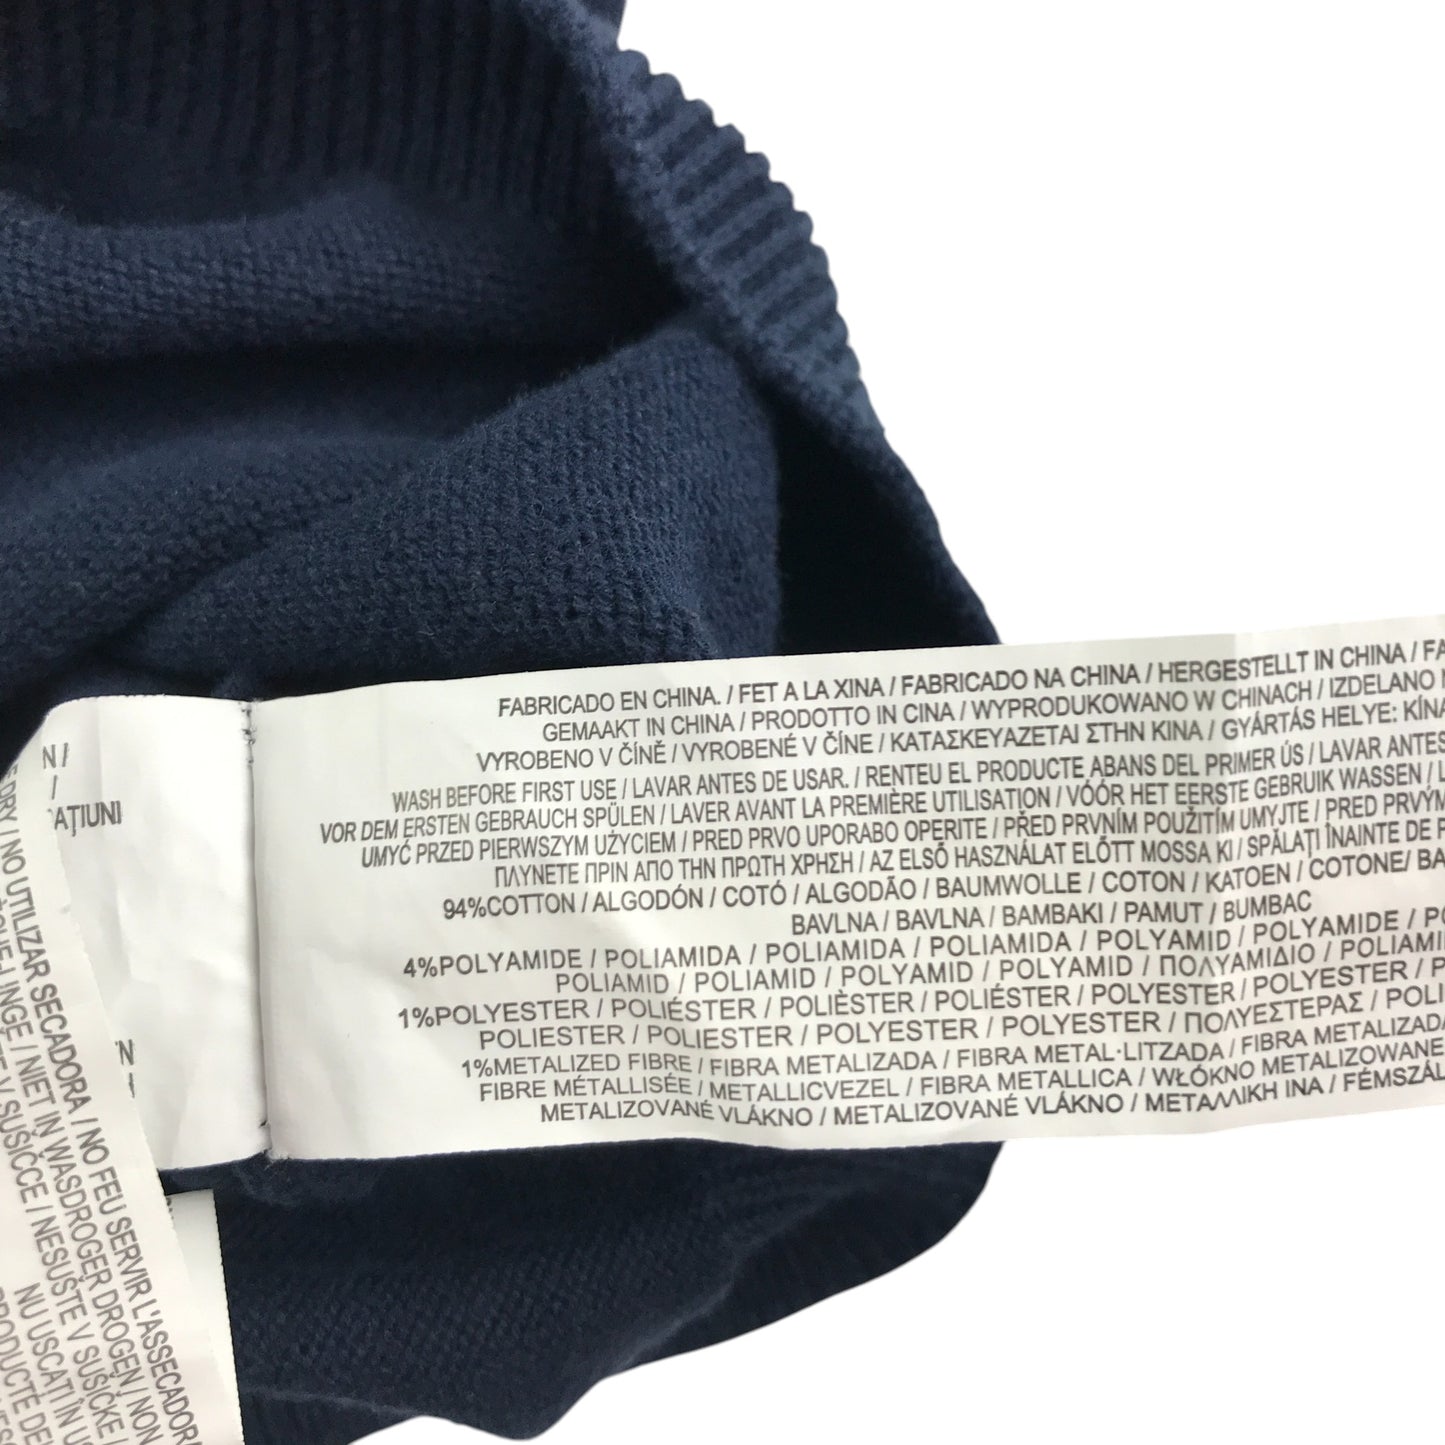 FABRICADO EN CHINA. / FET A LA XINA / FABRICADO NA CHINA / HERGESTELLT IN CHINA / FA
GEMAAKT IN CHINA / PRODOTTO IN CINA / WYPRODUKOWANO W CHINACH / IZDELANO
VYROBENO V ČÍNĚ / VYROBENÉ V ČÍNE / ΚΑΤΑΣΚΕΥΑΖΕΤΑΙ ΣΤΗΝ ΚΙΝΑ / GYÁRTÁS HELYE: KÍNA
WASH BEFORE FIRST USE / LAVAR ANTES DE USAR. / RENTEU EL PRODUCTE ABANS DEL PRIMER ÚS / LAVAR ANTES
VOR DEM ERSTEN GEBRAUCH SPÜLEN / LAVER AVANT LA PREMIÈRE UTILISATION / VÓÓR HET EERSTE GEBRUIK WASSEN / L
UMYĆ PRZED PIERWSZYM UŻYCIEM / PRED PRVO UPORABO OPERITE / PŘED PRVNÍM POUŽITÍM UMYJTE / PRED PRVÝM
ΠΛΥΝΕΤΕ ΠΡΙΝ ΑΠΟ ΤΗΝ ΠΡΩΤΗ ΧΡΗΣΗ / AZ ELSŐ HASZNÁLAT ELŐTT MOSSA KI / SPĂLAȚI ÎNAINTE DE P
94%COTTON / ALGODÓN / COTÓ / ALGODÃO / BAUMWOLLE / COTON / KATOEN / COTONE/ BA
BAVLNA / BAVLNA / BAMBAKI / PAMUT / BUMBAC
4%POLYAMIDE / POLIAMIDA / POLIAMIDA / POLIAMIDA / POLYAMID / POLYAMIDE / PO
POLIAMID / POLIAMID / POLYAMID / POLYAMID / ΠΟΛΥΑΜΙΔΙΟ / POLIAMI
1%POLYESTER / POLIÉSTER / POLIÈSTER / POLIÉSTER / POLYESTER / POLYESTER / P
POLIESTER / POLIESTER / POLYESTER / POLYESTER / ΠΟΛΥΕΣΤΕΡΑΣ / POLI
1%METALIZED FIBRE / FIBRA METALIZADA / FIBRA METAL·LITZADA / FIBRA METALIZADA
FIBRE MÉTALLISÉE / METALLICVEZEL / FIBRA METALLICA / WŁÓKNO METALIZOWANE
METALIZOVANÉ VLÁKNO / METALIZOVANÉ VLÁKNO / ΜΕΤΑΛΛΙΚΗ ΙΝΑ / FÉMSZÁL
N /
/
AȚIUNI
DRY / NO UTILIZAR SECADORA / NO FEU SERVIR L'ASSECADORA
INGE / NIET IN WASDROGER DROGEN / NON
V SUŠIČCE / NESUŠTE V SUŠIČKE /
NU USCAȚI ÎN US